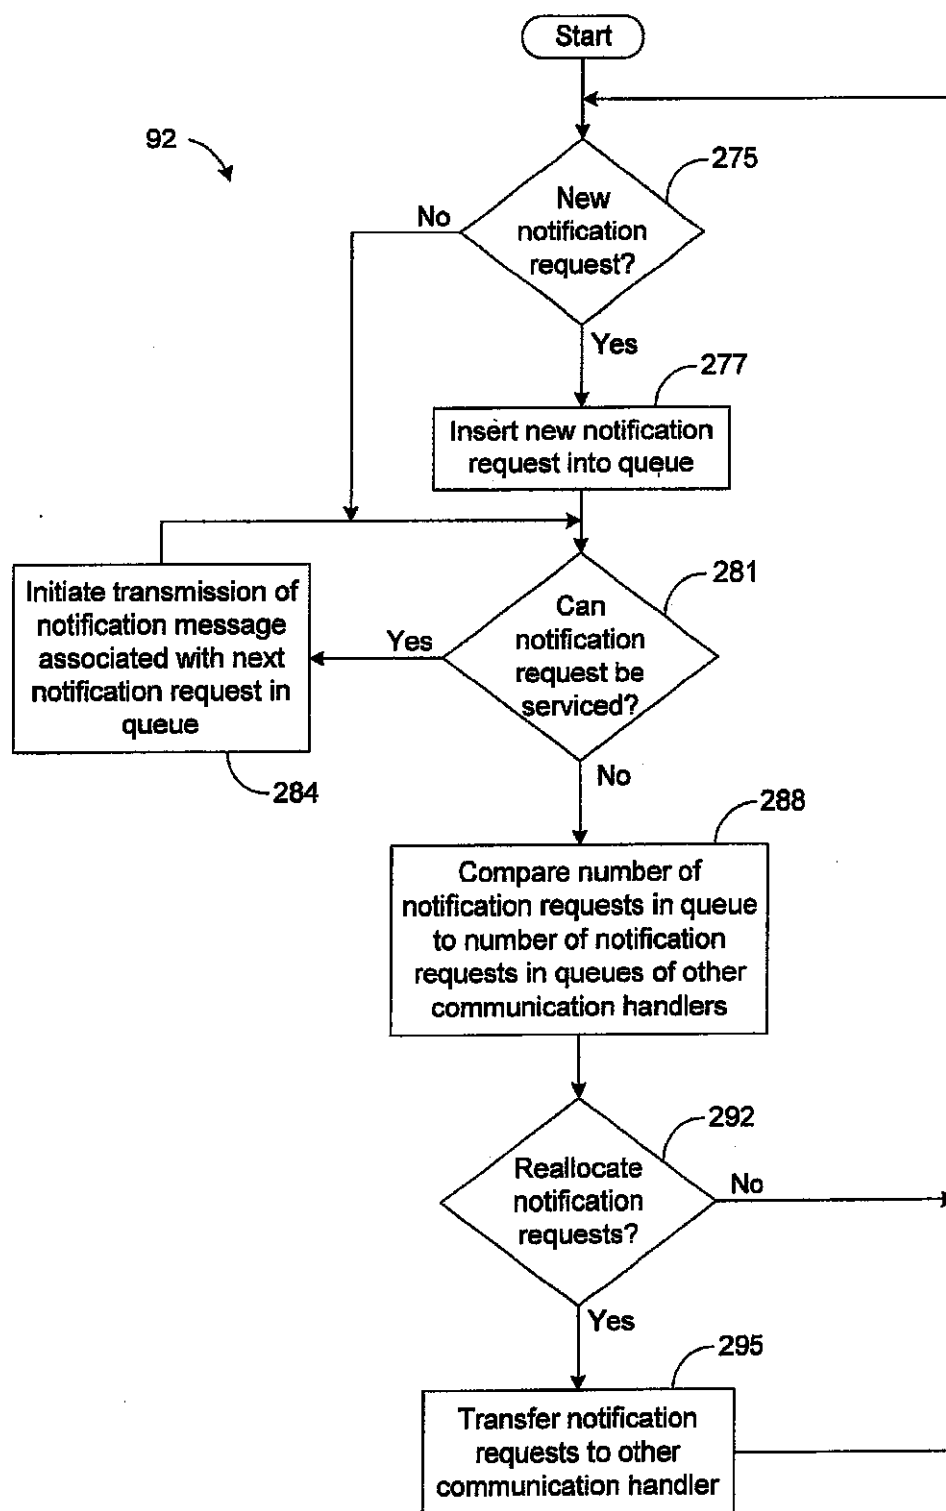 Start
92
275
New
notification
request?
No
Yes
277
Insert new notification
request into queue
281
Can
notification
request be
serviced?
Yes
Initiate transmission of
notification message
associated with next
notification request in
queue
284
No
288
Compare number of
notification requests in queue
to number of notification
requests in queues of other
communication handlers
292
Reallocate
notification
requests?
No
Yes
295
Transfer notification
requests to other
communication handler